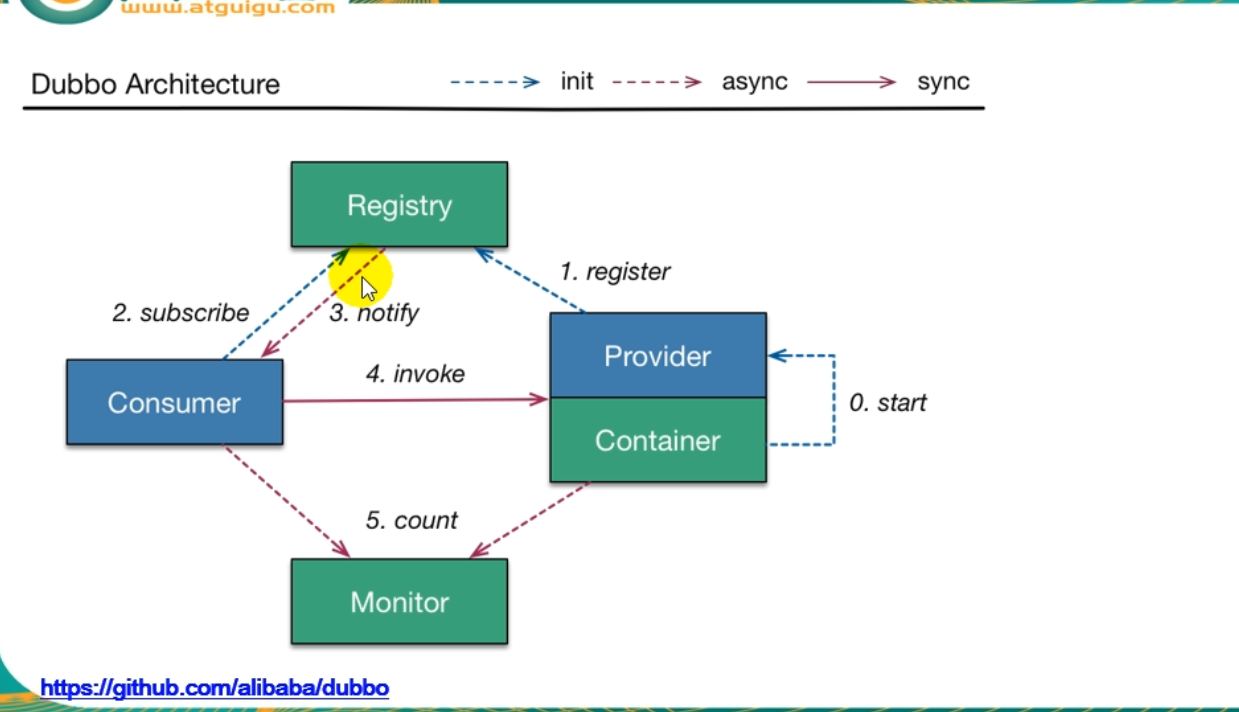 www.atguigu.com
Dubbo Architecture
init
async
sync
Registry
1. register
2. subscribe
3. notify
Provider
4. invoke
Consumer
0. start
Container
5. count
Monitor
https://github.com/alibaba/dubbo